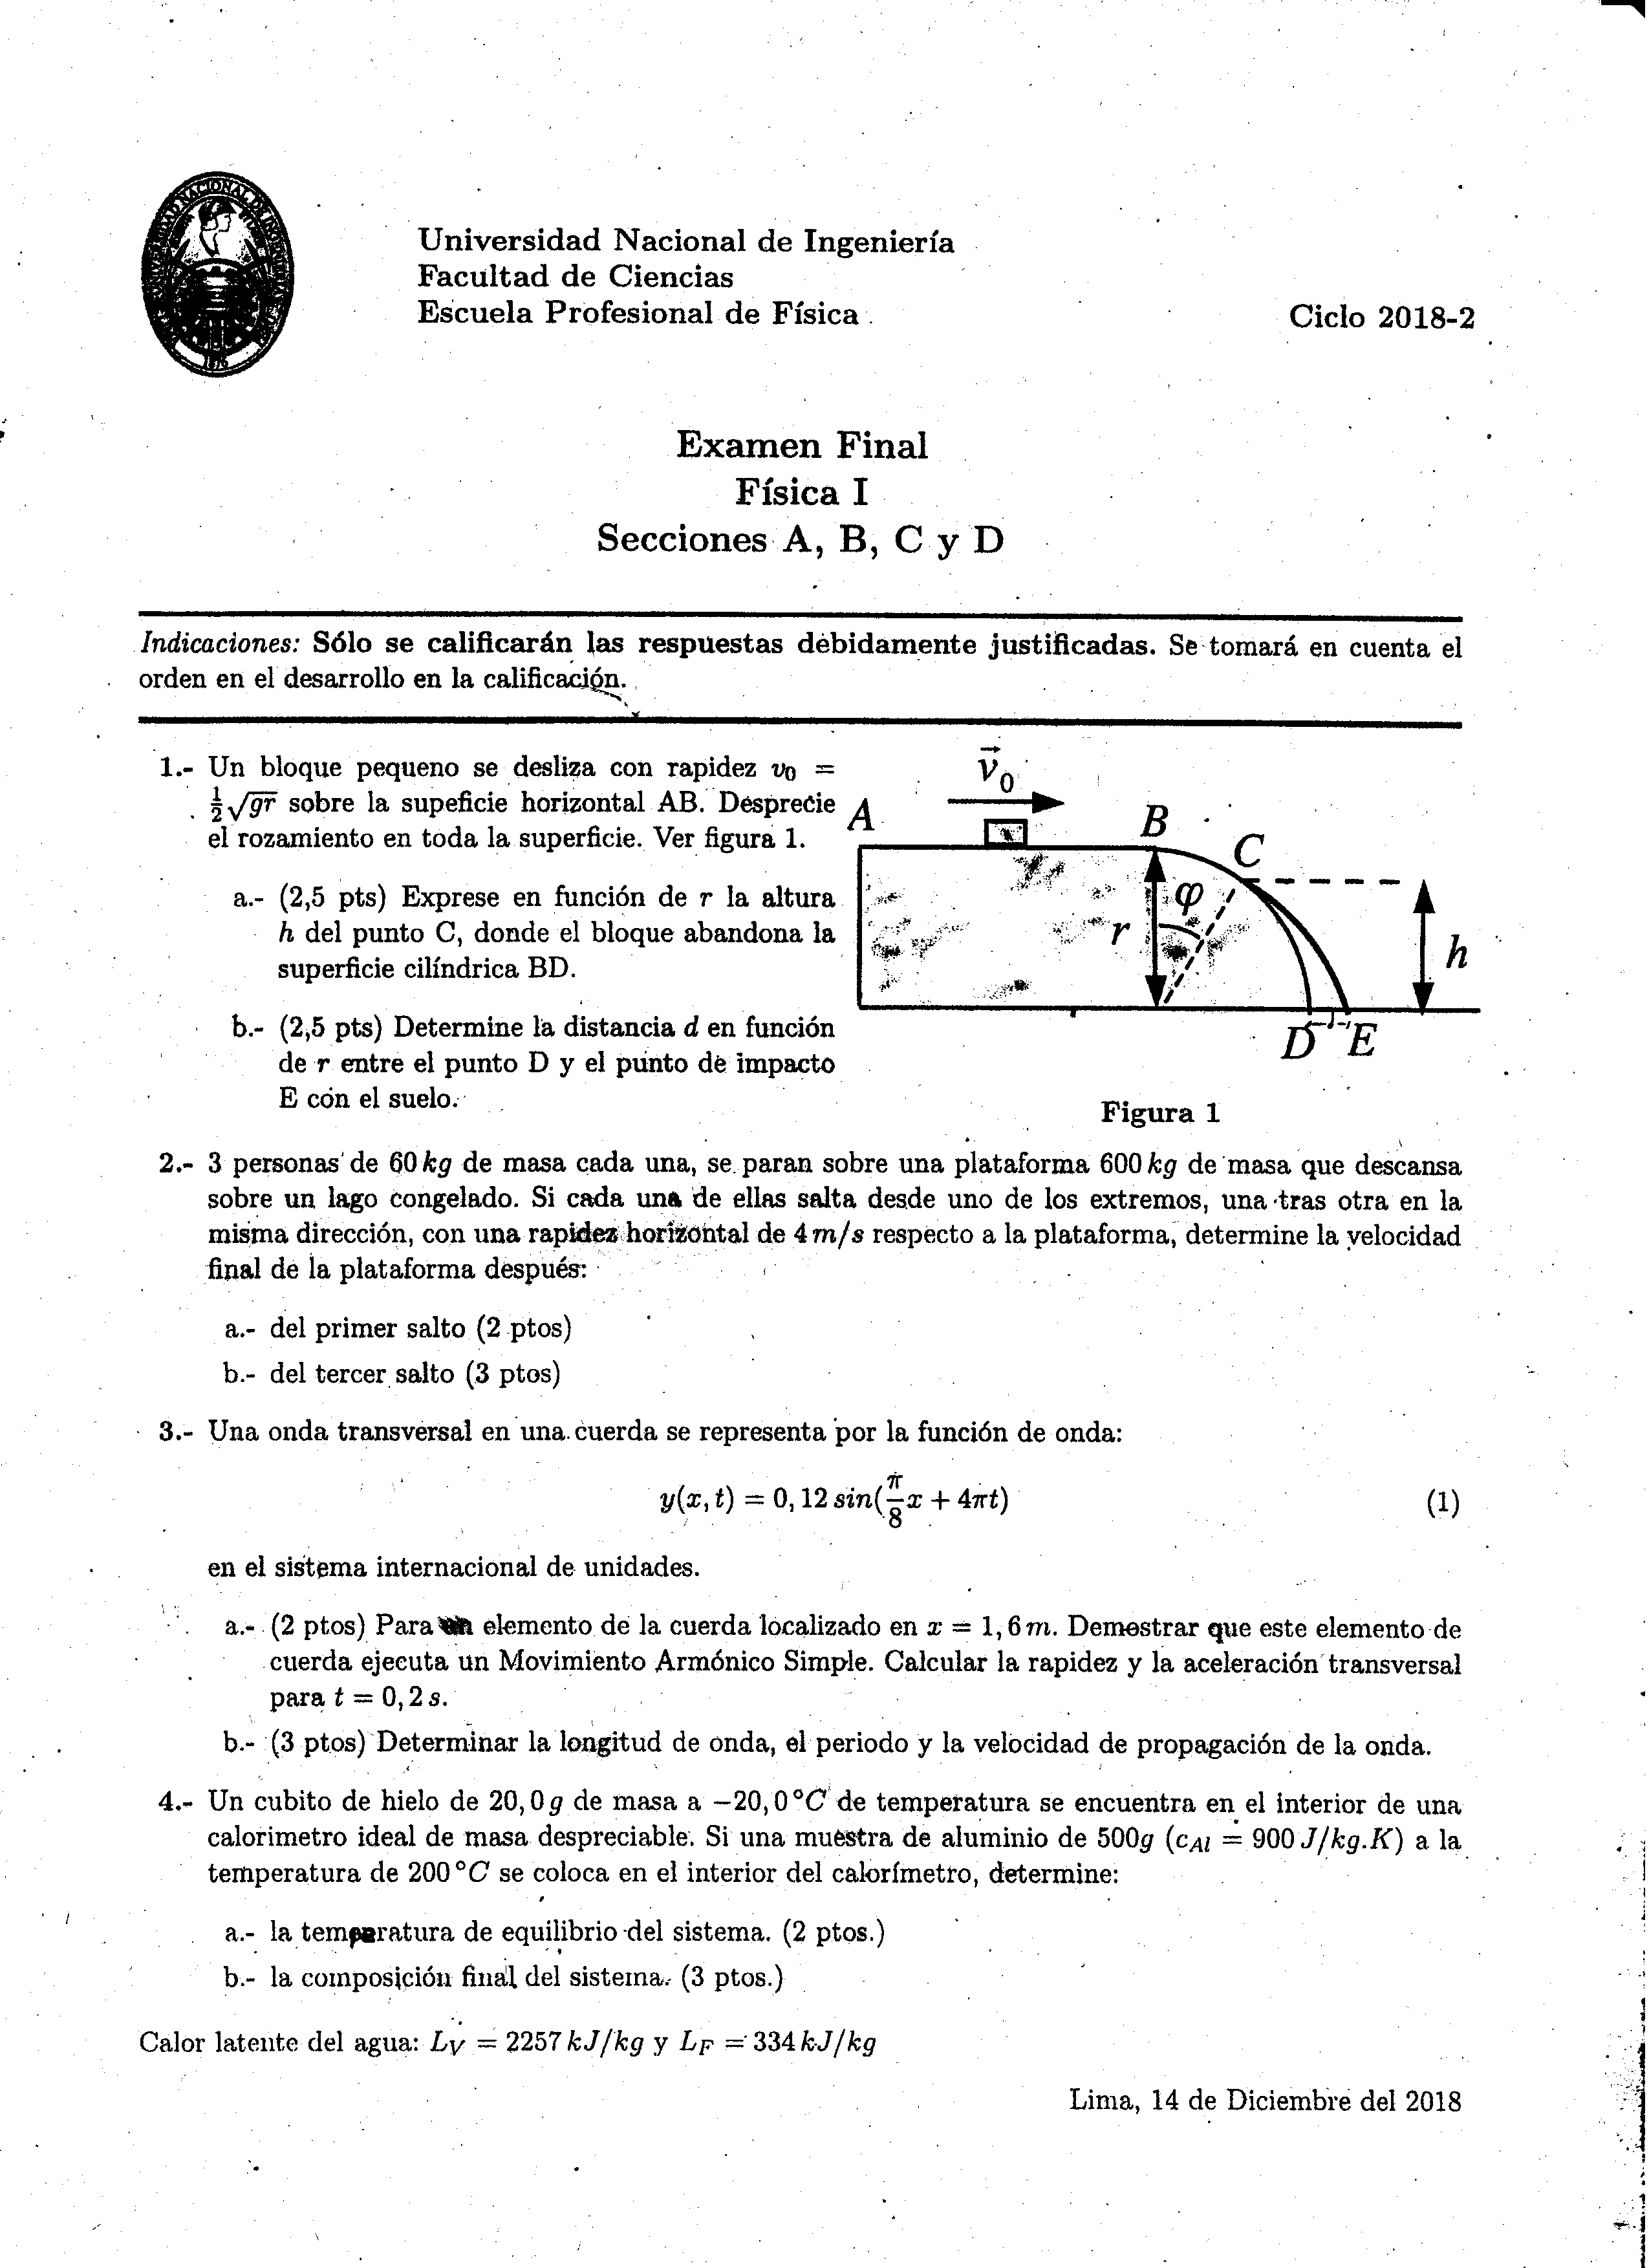 Universidad Nacional de Ingeniería
Facultad de Ciencias
Escuela Profesional de Física
Ciclo 2018-2
Examen Final
Física I
Secciones A, B, C y D
Indicaciones: Sólo se calificarán las respuestas debidamente justificadas. Se tomará en cuenta el
orden en el desarrollo en la calificación.
1.- Un bloque pequeno se desliza con rapidez v₀ =
½√gr sobre la supeficie horizontal AB. Desprecie
el rozamiento en toda la superficie. Ver figura 1.
a.- (2,5 pts) Exprese en función de r la altura
h del punto C, donde el bloque abandona la
superficie cilíndrica BD.
b.- (2,5 pts) Determine la distancia d en función
de r entre el punto D y el punto de impacto
E con el suelo.
v⃗₀
A
B
C
φ
r
h
D
E
Figura 1
2.- 3 personas de 60 kg de masa cada una, se paran sobre una plataforma 600 kg de masa que descansa
sobre un lago congelado. Si cada una de ellas salta desde uno de los extremos, una tras otra en la
misma dirección, con una rapidez horizontal de 4 m/s respecto a la plataforma, determine la velocidad
final de la plataforma después:
a.- del primer salto (2 ptos)
b.- del tercer salto (3 ptos)
3.- Una onda transversal en una cuerda se representa por la función de onda:
y(x, t) = 0, 12 sin(π/8 x + 4πt) (1)
en el sistema internacional de unidades.
a.- (2 ptos) Para un elemento de la cuerda localizado en x = 1, 6 m. Demostrar que este elemento de
cuerda ejecuta un Movimiento Armónico Simple. Calcular la rapidez y la aceleración transversal
para t = 0, 2 s.
b.- (3 ptos) Determinar la longitud de onda, el periodo y la velocidad de propagación de la onda.
4.- Un cubito de hielo de 20, 0 g de masa a −20, 0 °C de temperatura se encuentra en el interior de una
calorimetro ideal de masa despreciable. Si una muestra de aluminio de 500g (c_Al = 900 J/kg.K) a la
temperatura de 200 °C se coloca en el interior del calorímetro, determine:
a.- la temperatura de equilibrio del sistema. (2 ptos.)
b.- la composición final del sistema. (3 ptos.)
Calor latente del agua: L_V = 2257 kJ/kg y L_F = 334 kJ/kg
Lima, 14 de Diciembre del 2018